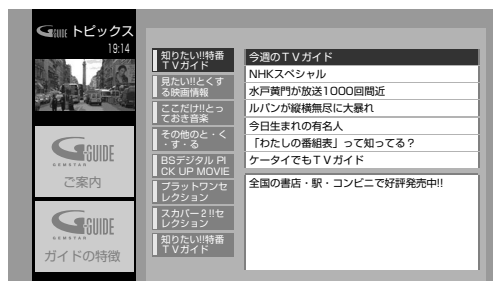 GGUIDE トピックス
19:14
GGUIDE
GEMSTAR
ご案内
GGUIDE
GEMSTAR
ガイドの特徴
知りたい!!特番
TVガイド
見たい!!とくす
る映画情報
ここだけ!!とっ
ておき音楽
その他のと・く
・す・る
BSデジタル PI
CK UP MOVIE
プラットワンセ
レクション
スカパー2!!セ
レクション
知りたい!!特番
TVガイド
今週のTVガイド
NHKスペシャル
水戸黄門が放送1000回間近
ルパンが縦横無尽に大暴れ
今日生まれの有名人
「わたしの番組表」って知ってる？
ケータイでもTVガイド
全国の書店・駅・コンビニで好評発売中!!